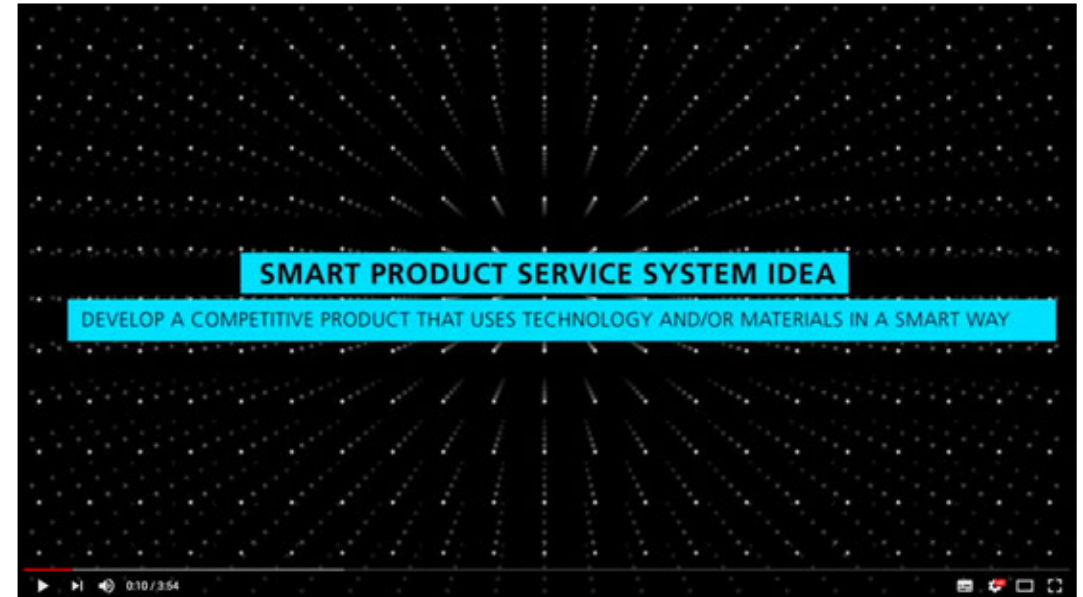 SMART PRODUCT SERVICE SYSTEM IDEA
DEVELOP A COMPETITIVE PRODUCT THAT USES TECHNOLOGY AND/OR MATERIALS IN A SMART WAY
0:10 / 3:54